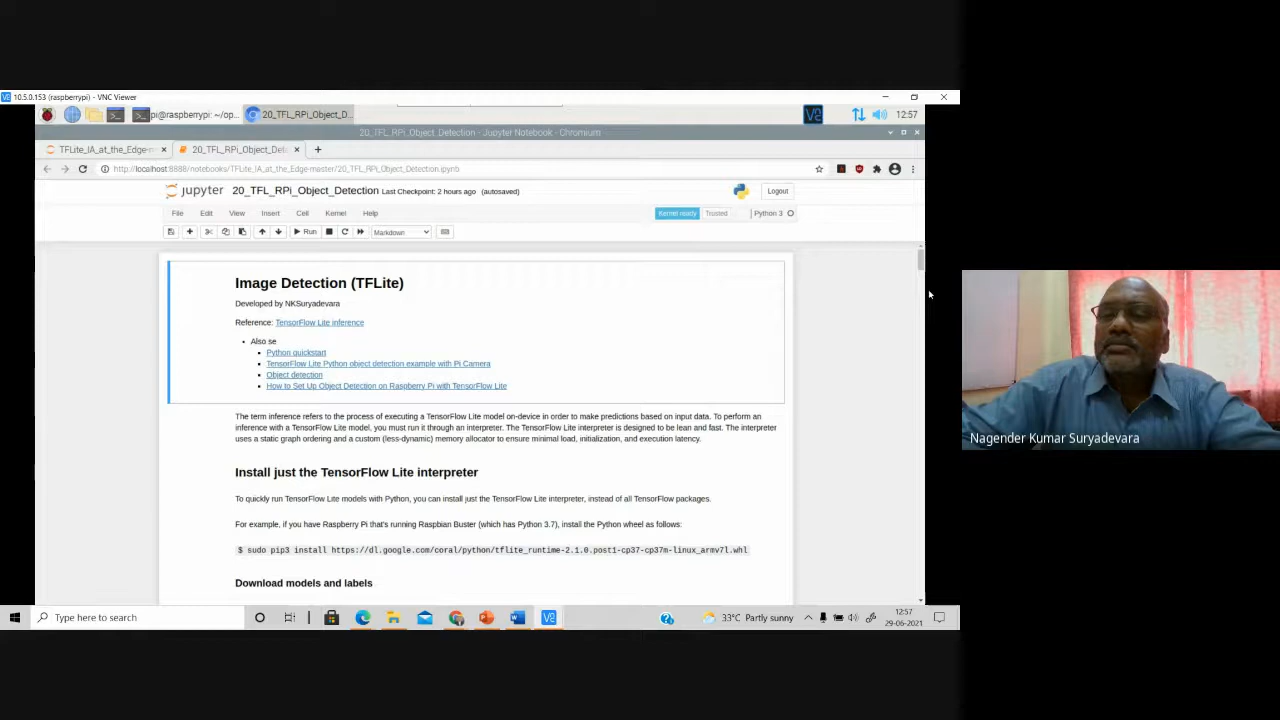 10.5.0.153 (raspberrypi) - VNC Viewer
pi@raspberrypi: ~/op... 20_TFL_RPi_Object_D... 12:57
20_TFL_RPi_Object_Detection - Jupyter Notebook - Chromium
TFLite_IA_at_the_Edge-m 20_TFL_RPi_Object_Det
http://localhost:8888/notebooks/TFLite_IA_at_the_Edge-master/20_TFL_RPi_Object_Detection.ipynb
jupyter 20_TFL_RPi_Object_Detection Last Checkpoint: 2 hours ago (autosaved) Logout
File Edit View Insert Cell Kernel Help Kernel ready Trusted Python 3
Run Markdown
Image Detection (TFLite)
Developed by NKSuryadevara
Reference: TensorFlow Lite inference
Also se
Python quickstart
TensorFlow Lite Python object detection example with Pi Camera
Object detection
How to Set Up Object Detection on Raspberry Pi with TensorFlow Lite
The term inference refers to the process of executing a TensorFlow Lite model on-device in order to make predictions based on input data. To perform an
inference with a TensorFlow Lite model, you must run it through an interpreter. The TensorFlow Lite interpreter is designed to be lean and fast. The interpreter
uses a static graph ordering and a custom (less-dynamic) memory allocator to ensure minimal load, initialization, and execution latency.
Install just the TensorFlow Lite interpreter
To quickly run TensorFlow Lite models with Python, you can install just the TensorFlow Lite interpreter, instead of all TensorFlow packages.
For example, if you have Raspberry Pi that's running Raspbian Buster (which has Python 3.7), install the Python wheel as follows:
$ sudo pip3 install https://dl.google.com/coral/python/tflite_runtime-2.1.0.post1-cp37-cp37m-linux_armv7l.whl
Download models and labels
Nagender Kumar Suryadevara
Type here to search
33°C Partly sunny
12:57
29-06-2021